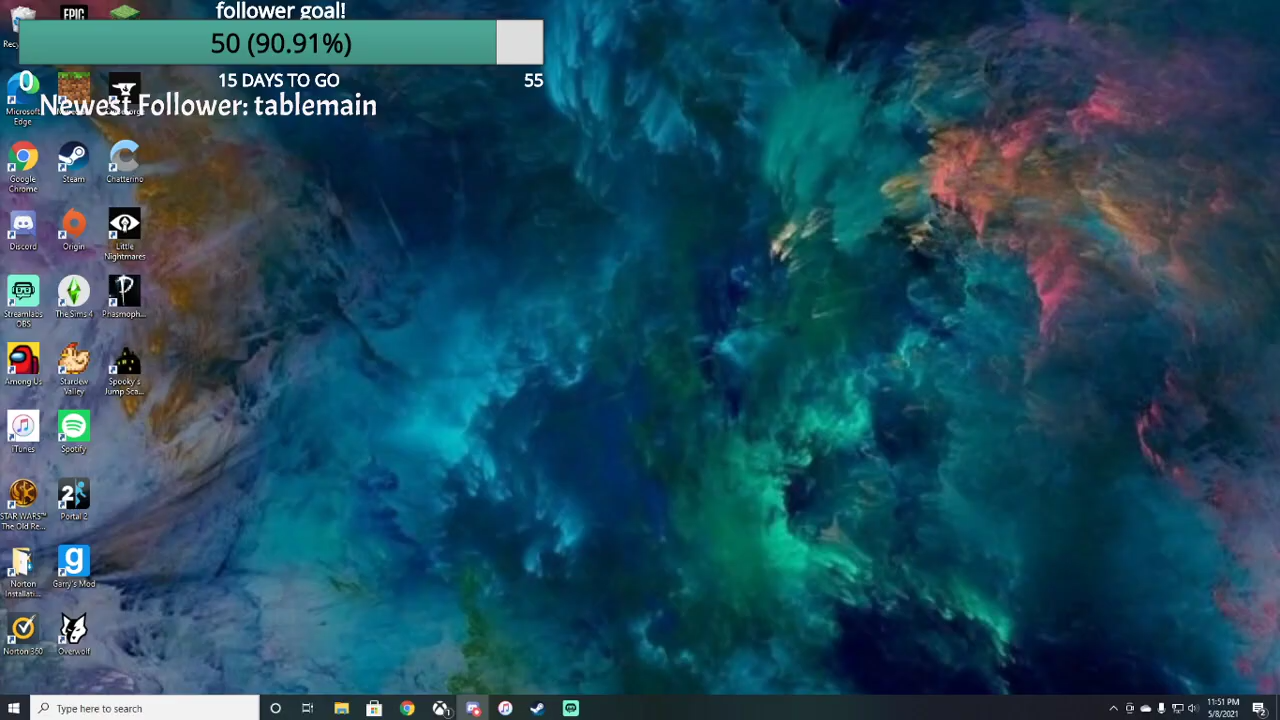 follower goal!
EPIC
50 (90.91%)
0
15 DAYS TO GO
55
Newest Follower: tablemain
Microsoft Edge
Google Chrome
Steam
Chatterino
Discord
Origin
Little Nightmares
Streamlabs OBS
The Sims 4
Phasmoph...
Among Us
Stardew Valley
Spooky's Jump Sca...
iTunes
Spotify
STAR WARS™ The Old Re...
Portal 2
Norton Installati...
Garry's Mod
Norton 360
Overwolf
Type here to search
11:51 PM
5/8/2021